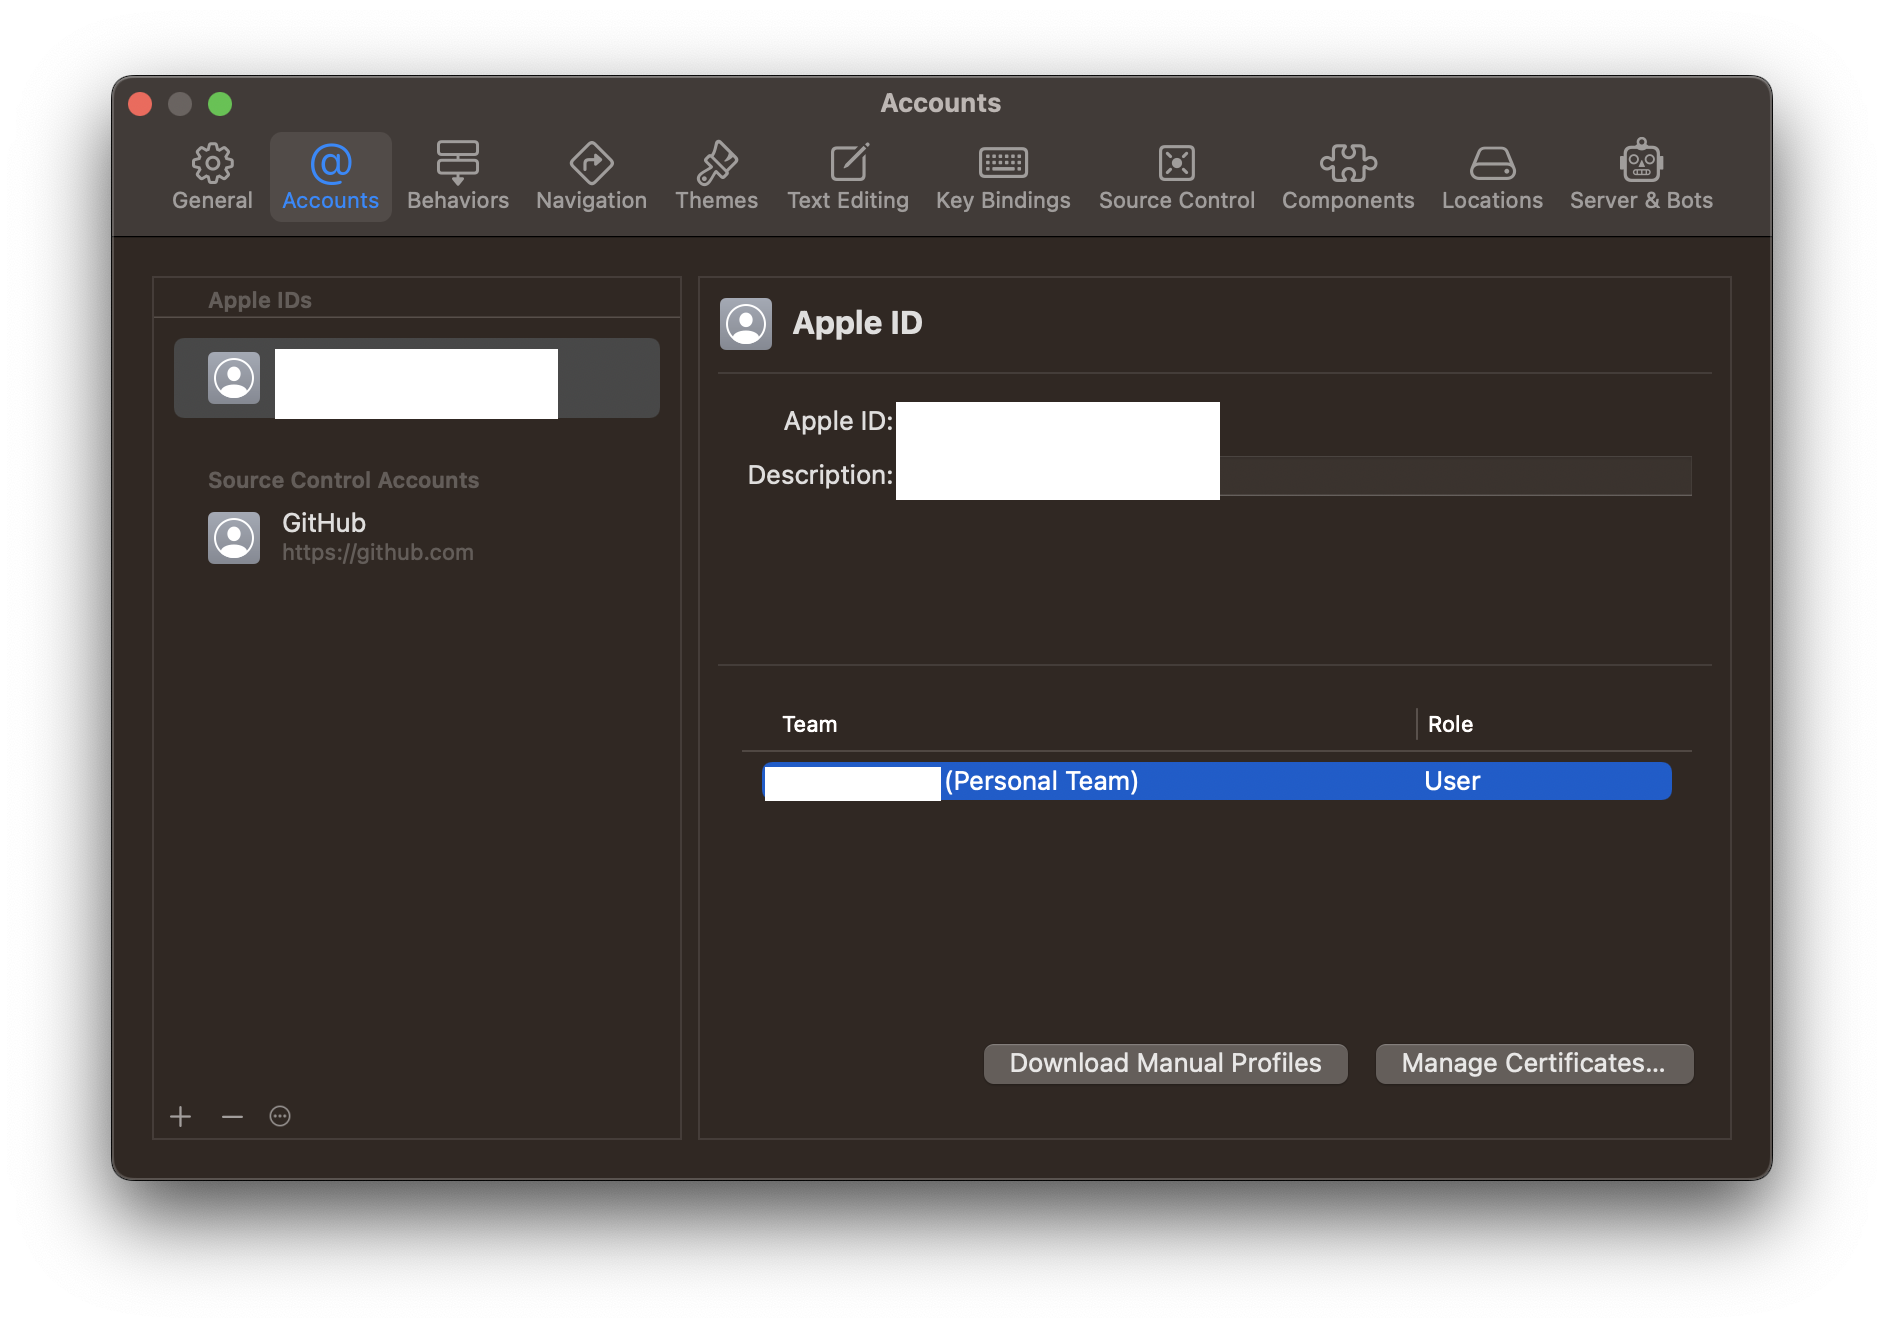 Accounts
General
Accounts
Behaviors
Navigation
Themes
Text Editing
Key Bindings
Source Control
Components
Locations
Server & Bots
Apple IDs
Source Control Accounts
GitHub
https://github.com
Apple ID
Apple ID:
Description:
Team Role
(Personal Team) User
Download Manual Profiles
Manage Certificates...